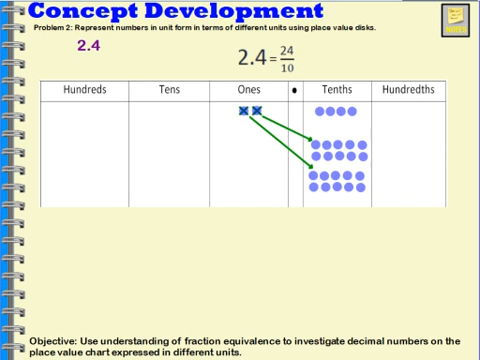 Concept Development
Problem 2: Represent numbers in unit form in terms of different units using place value disks.
NOTES
2.4
2.4 = 24/10
Hundreds Tens Ones • Tenths Hundredths
Objective: Use understanding of fraction equivalence to investigate decimal numbers on the
place value chart expressed in different units.